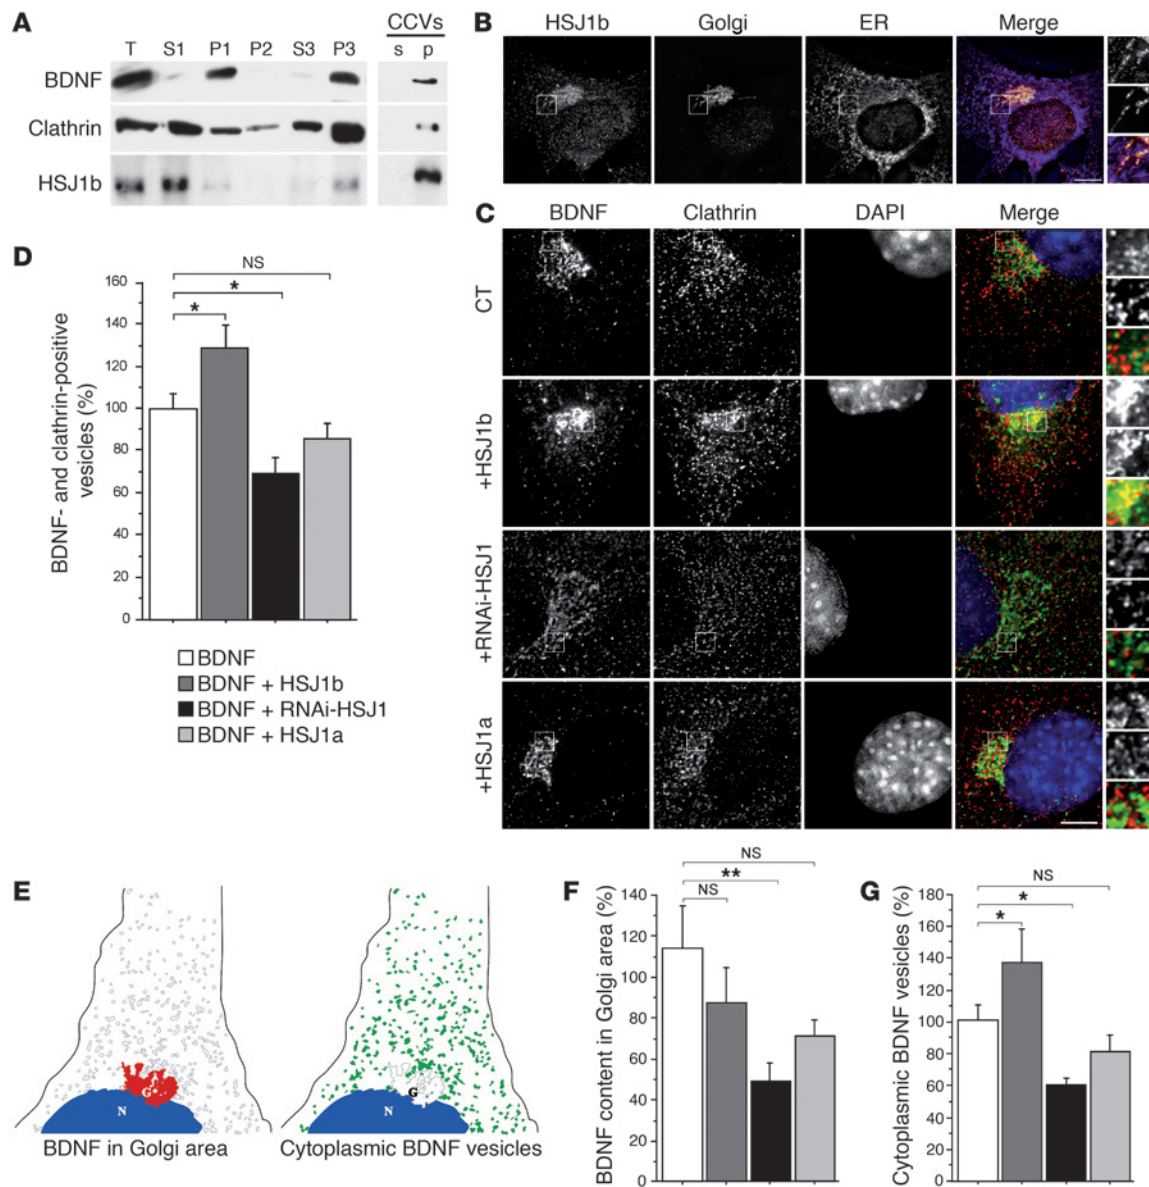 A
CCVs
T S1 P1 P2 S3 P3 s p
BDNF
Clathrin
HSJ1b
B
HSJ1b Golgi ER Merge
C
BDNF Clathrin DAPI Merge
CT
+HSJ1b
+RNAi-HSJ1
+HSJ1a
D
NS
*
*
BDNF- and clathrin-positive
vesicles (%)
160
140
120
100
80
60
40
20
0
BDNF
BDNF + HSJ1b
BDNF + RNAi-HSJ1
BDNF + HSJ1a
E
G
N
BDNF in Golgi area
G
N
Cytoplasmic BDNF vesicles
F
NS
**
NS
BDNF content in Golgi area (%)
140
120
100
80
60
40
20
0
G
NS
*
*
Cytoplasmic BDNF vesicles (%)
180
160
140
120
100
80
60
40
20
0